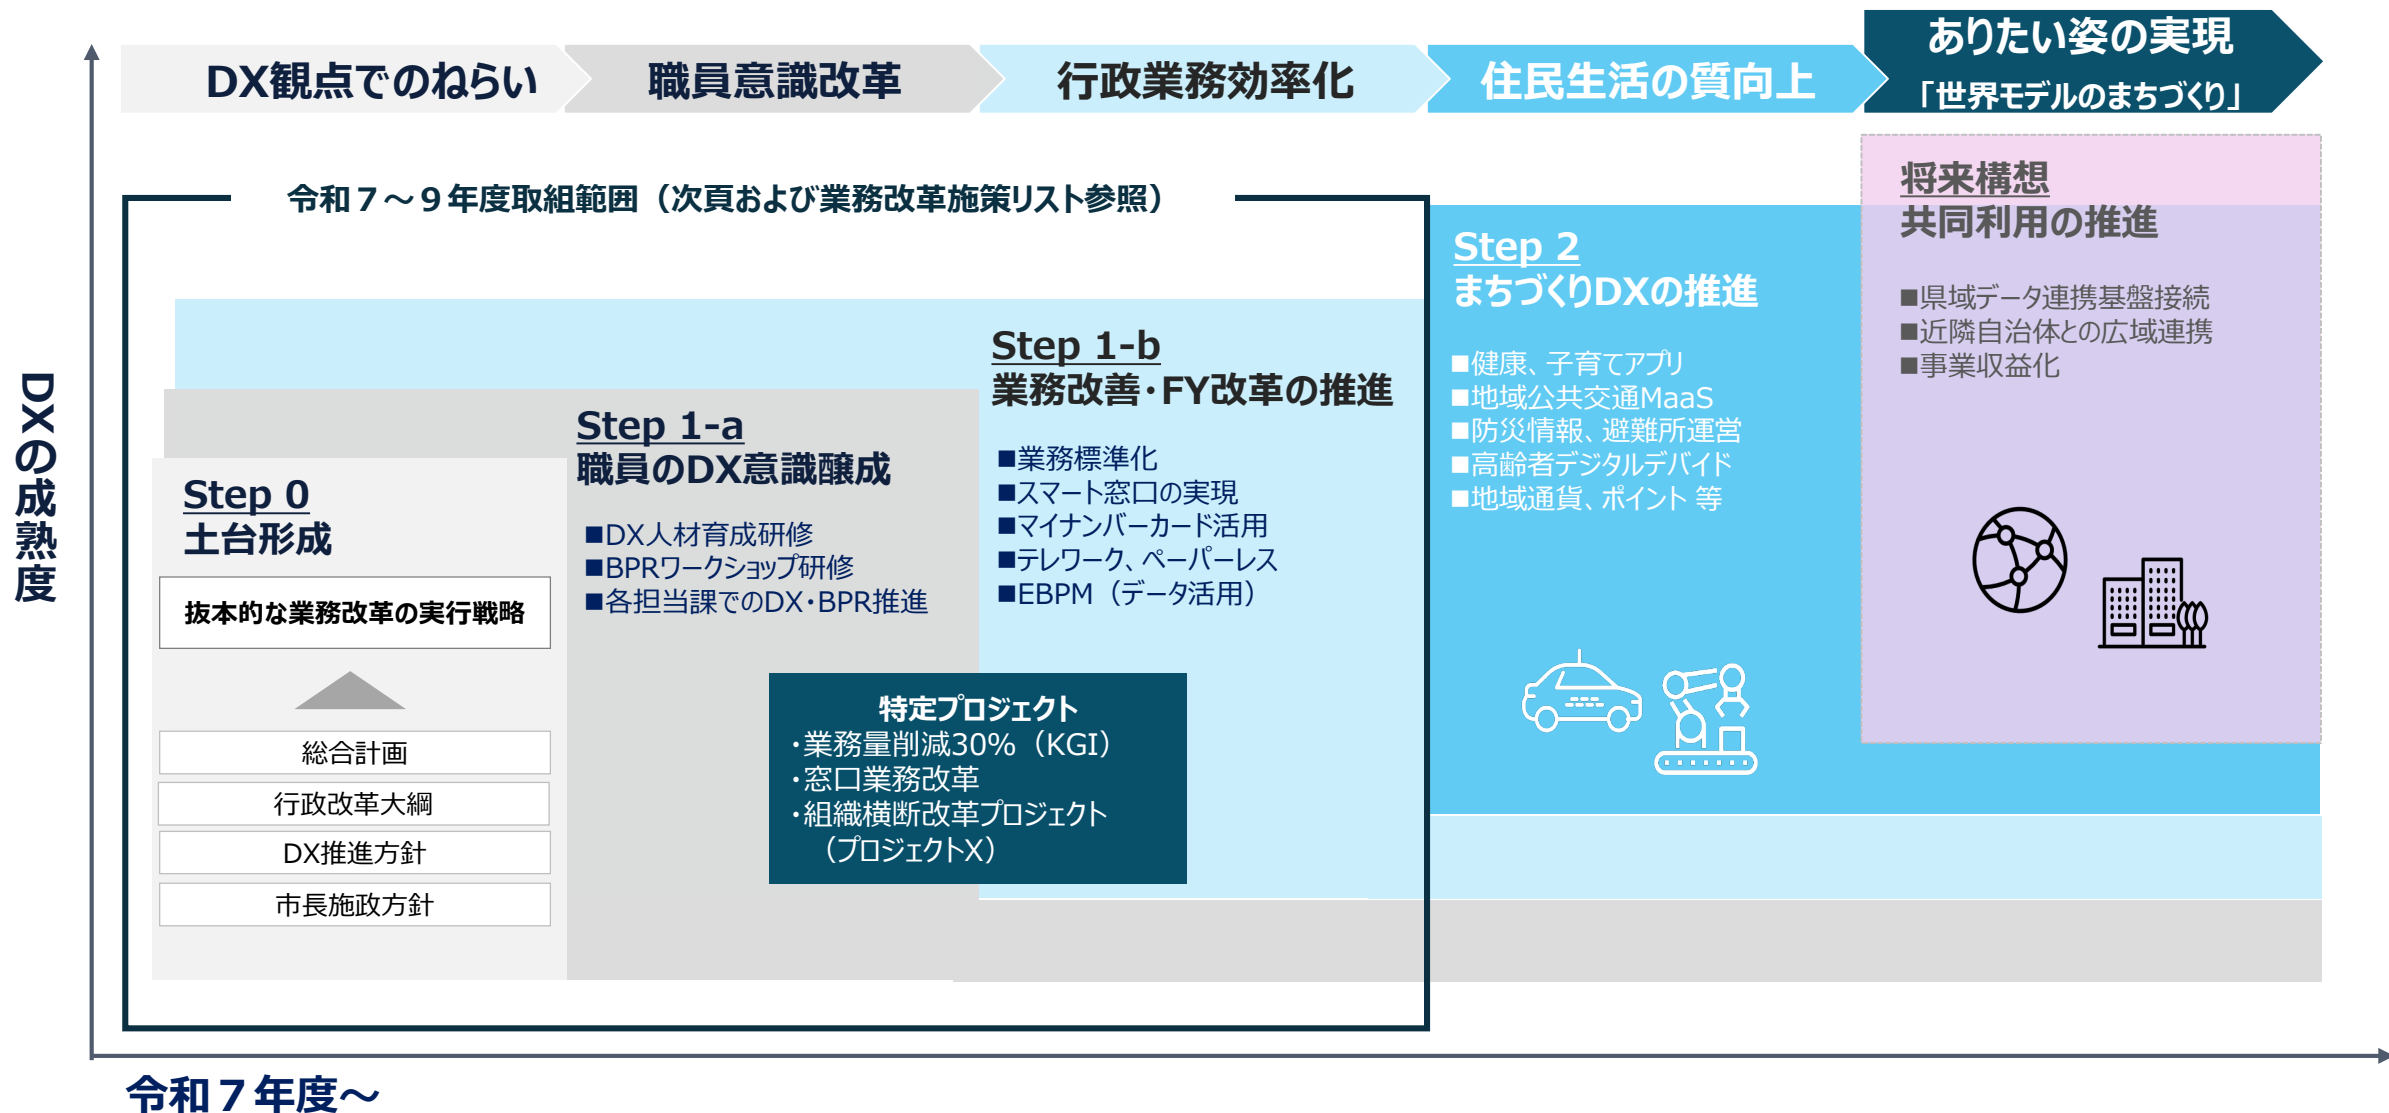 DX観点でのねらい
職員意識改革
行政業務効率化
住民生活の質向上
ありたい姿の実現
「世界モデルのまちづくり」
令和７～９年度取組範囲（次頁および業務改革施策リスト参照）
DXの成熟度
Step 0
土台形成
抜本的な業務改革の実行戦略
総合計画
行政改革大綱
DX推進方針
市長施政方針
Step 1-a
職員のDX意識醸成
■DX人材育成研修
■BPRワークショップ研修
■各担当課でのDX・BPR推進
Step 1-b
業務改善・FY改革の推進
■業務標準化
■スマート窓口の実現
■マイナンバーカード活用
■テレワーク、ペーパーレス
■EBPM（データ活用）
特定プロジェクト
・業務量削減30%（KGI）
・窓口業務改革
・組織横断改革プロジェクト
（プロジェクトX）
Step 2
まちづくりDXの推進
■健康、子育てアプリ
■地域公共交通MaaS
■防災情報、避難所運営
■高齢者デジタルデバイド
■地域通貨、ポイント 等
将来構想
共同利用の推進
■県域データ連携基盤接続
■近隣自治体との広域連携
■事業収益化
令和７年度～